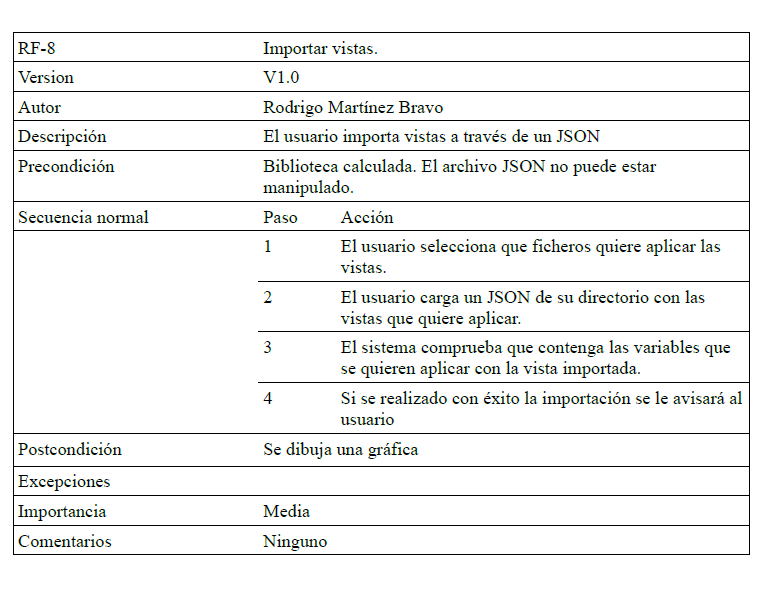 RF-8 Importar vistas.
Version V1.0
Autor Rodrigo Martínez Bravo
Descripción El usuario importa vistas a través de un JSON
Precondición Biblioteca calculada. El archivo JSON no puede estar
manipulado.
Secuencia normal Paso Acción
1 El usuario selecciona que ficheros quiere aplicar las
vistas.
2 El usuario carga un JSON de su directorio con las
vistas que quiere aplicar.
3 El sistema comprueba que contenga las variables que
se quieren aplicar con la vista importada.
4 Si se realizado con éxito la importación se le avisará al
usuario
Postcondición Se dibuja una gráfica
Excepciones
Importancia Media
Comentarios Ninguno